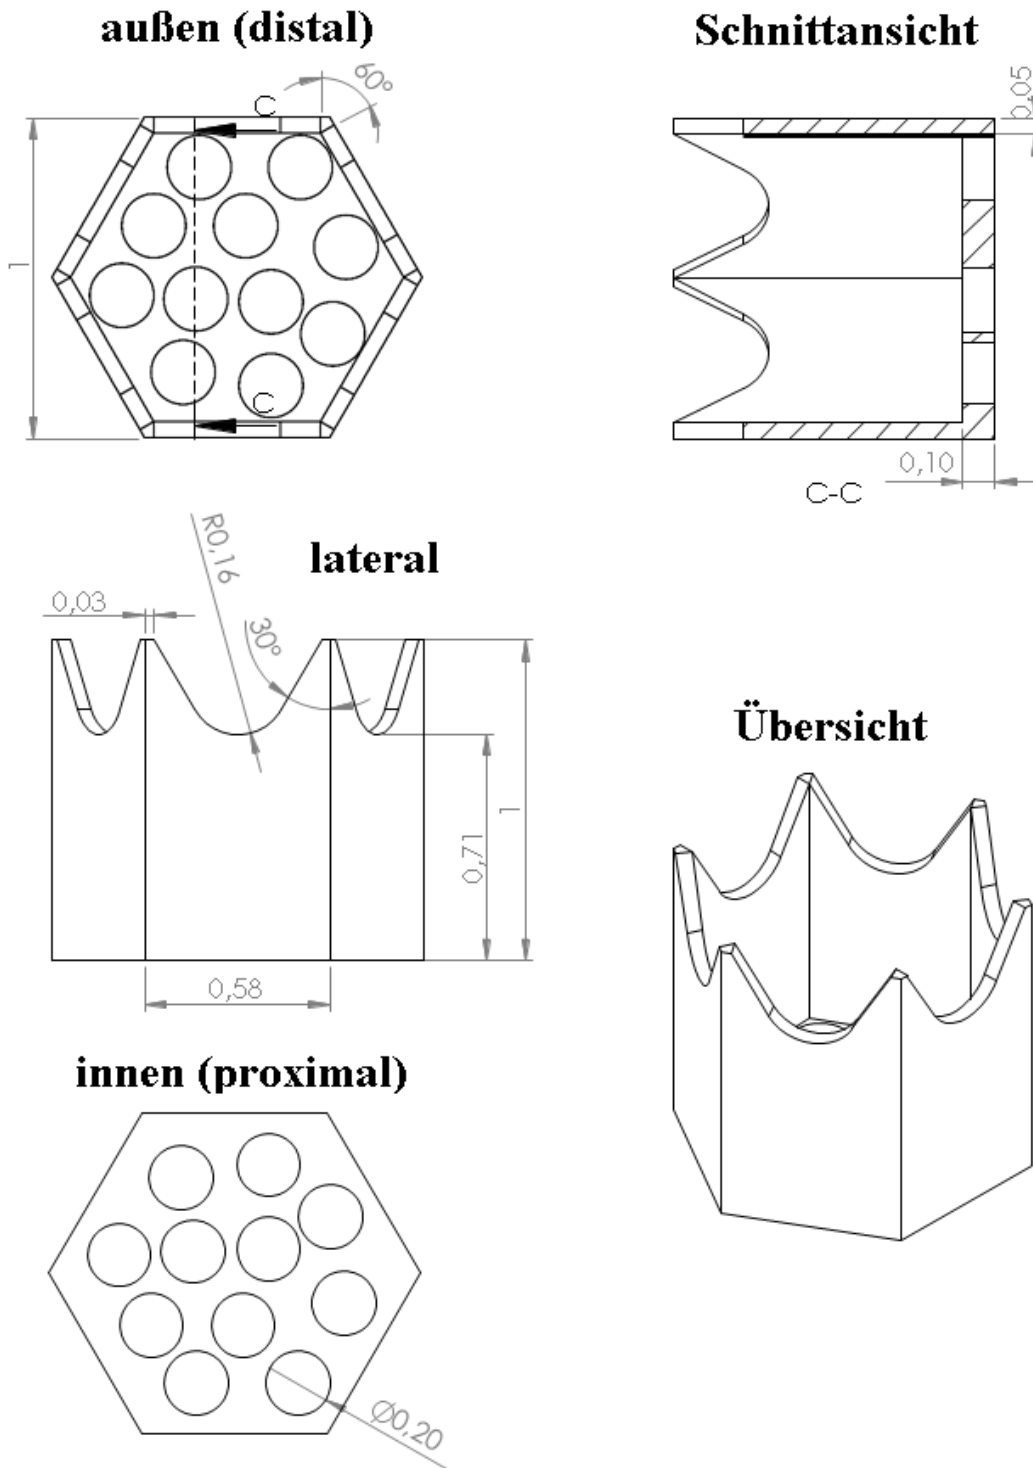 außen (distal)
Schnittansicht
60°
C
1
C
0,05
0,10
C-C
lateral
R0,16
0,03
30°
0,71
1
0,58
Übersicht
innen (proximal)
Ø0,20